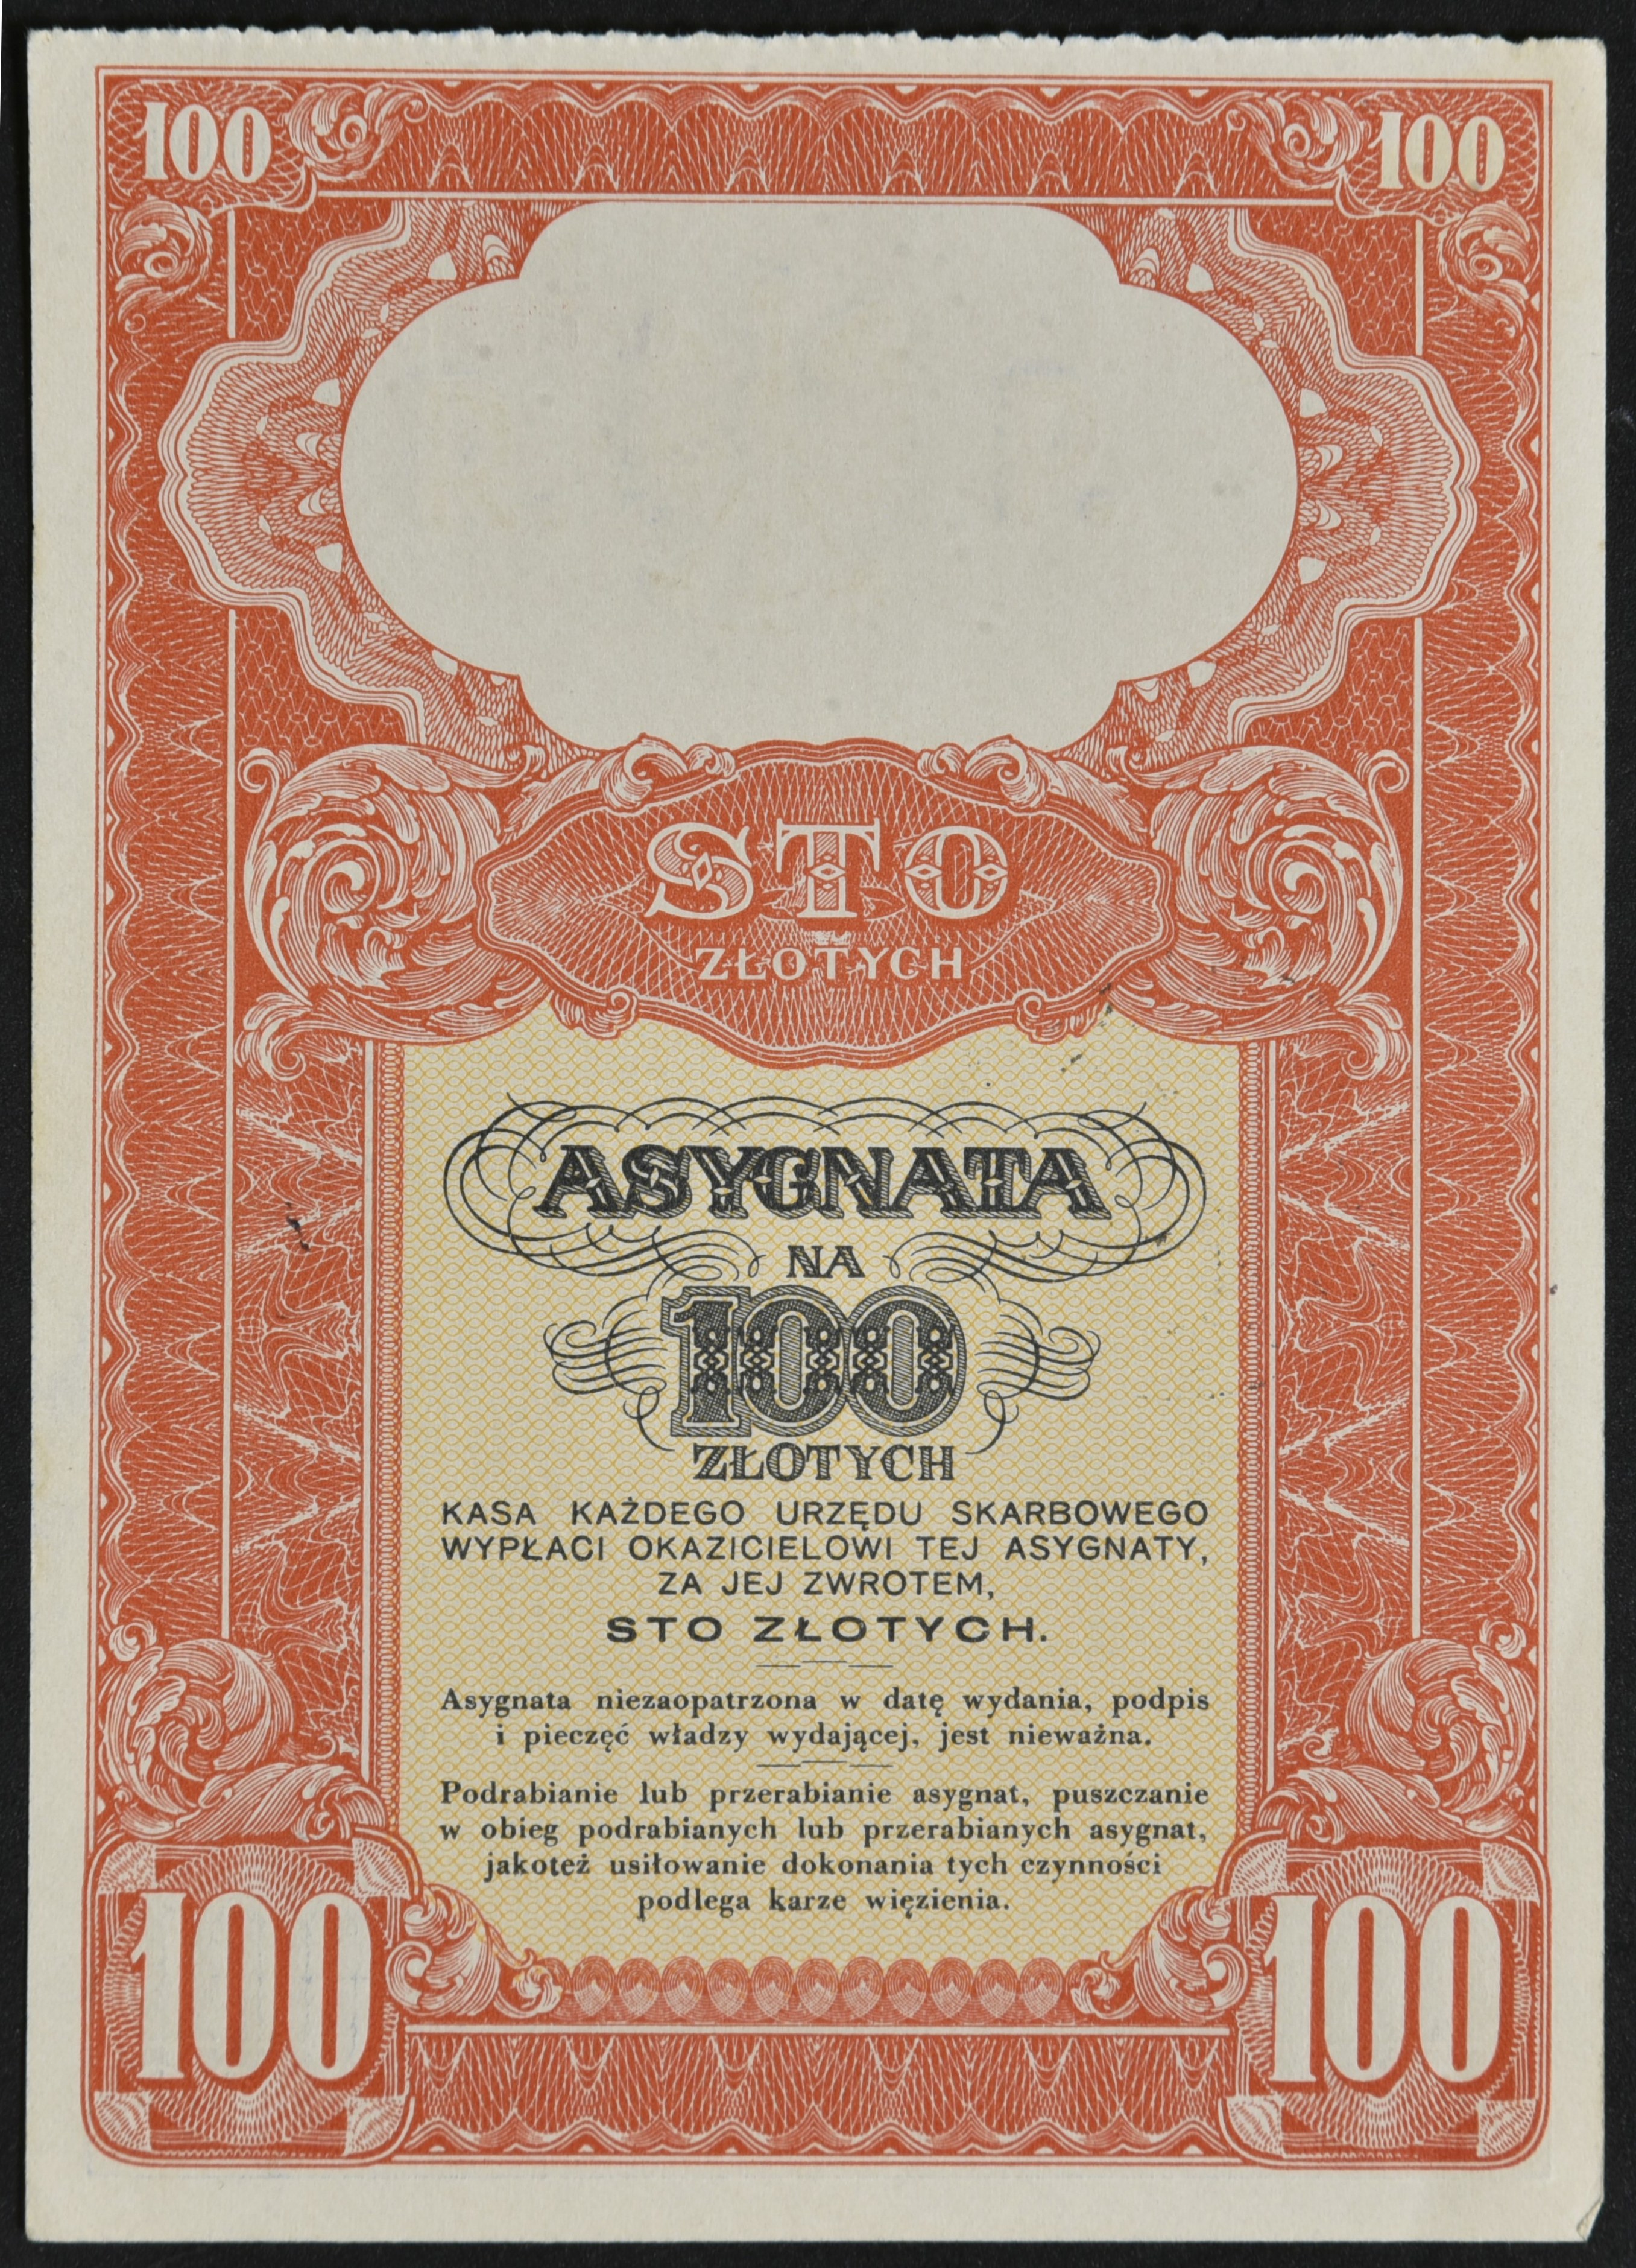 100 100
STO
ZŁOTYCH
ASYGNATA
NA
100
ZŁOTYCH
KASA KAŻDEGO URZĘDU SKARBOWEGO
WYPŁACI OKAZICIELOWI TEJ ASYGNATY,
ZA JEJ ZWROTEM,
STO ZŁOTYCH.
Asygnata niezaopatrzona w datę wydania, podpis
i pieczęć władzy wydającej, jest nieważna.
Podrabianie lub przerabianie asygnat, puszczanie
w obieg podrabianych lub przerabianych asygnat,
jakoteż usiłowanie dokonania tych czynności
podlega karze więzienia.
100 100